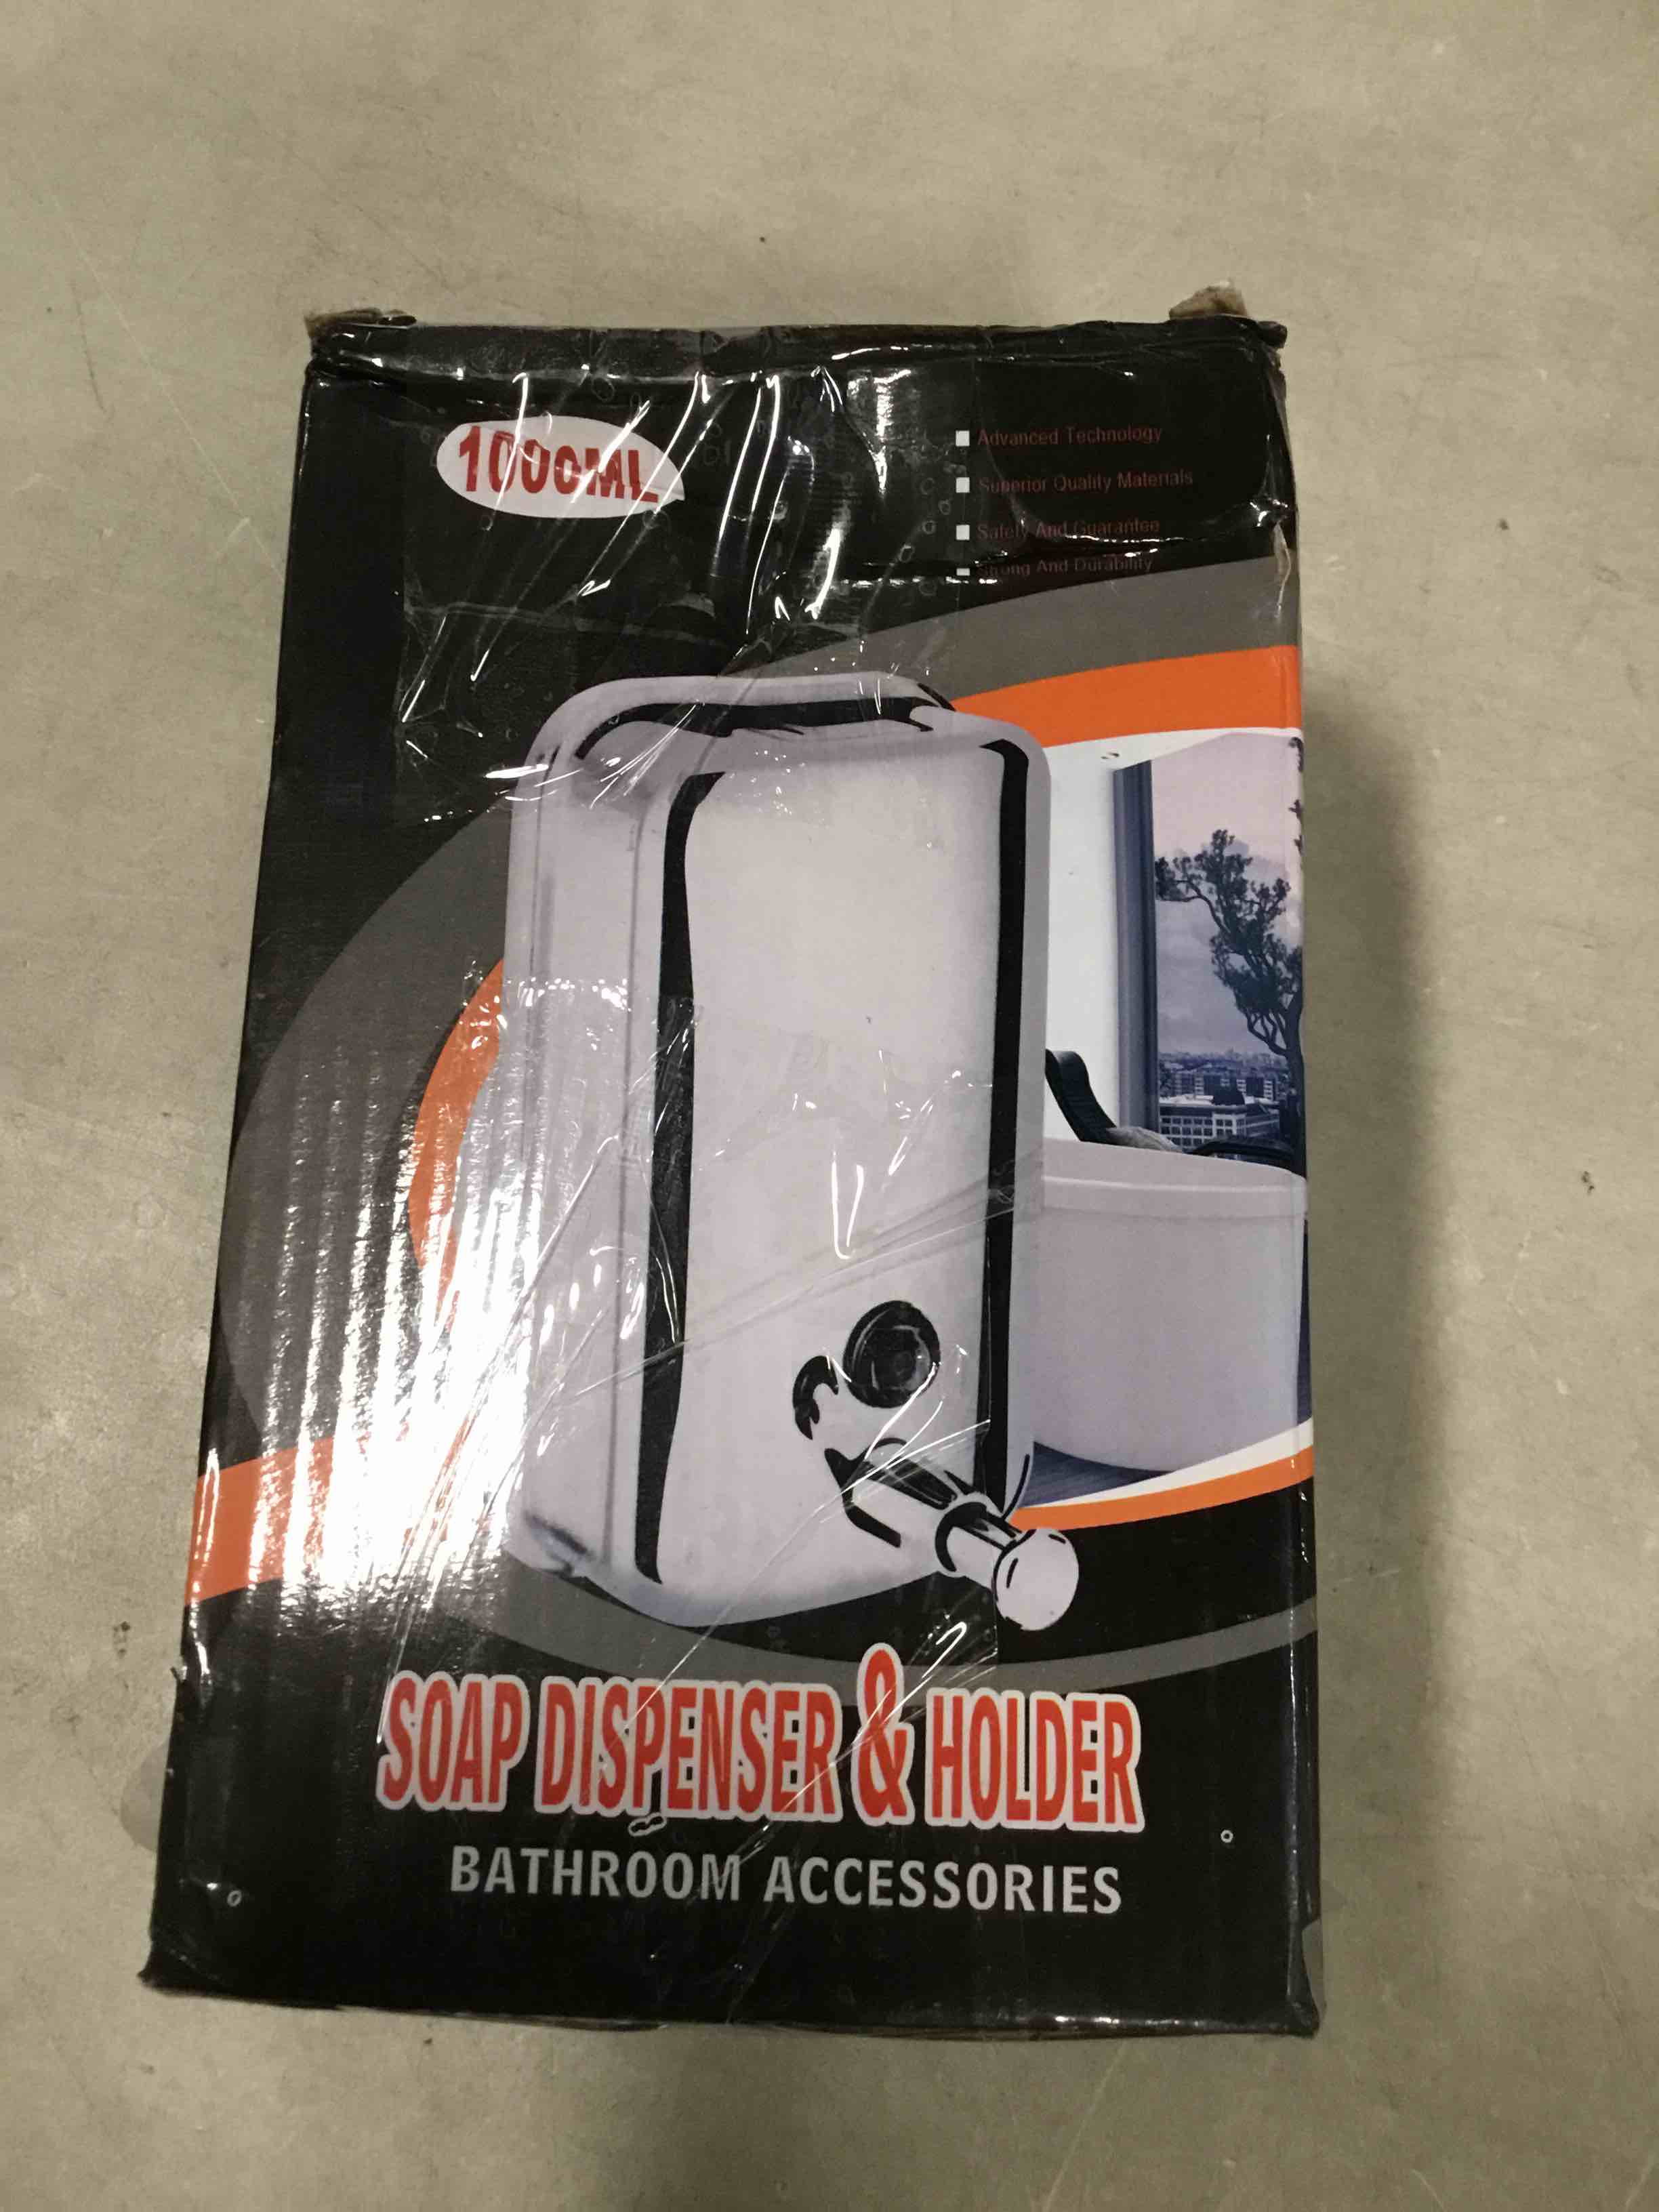 1000ML
Advanced Technology
Superior Quality Materials
Safety And Guarantee
Strong And Durability
SOAP DISPENSER & HOLDER
BATHROOM ACCESSORIES